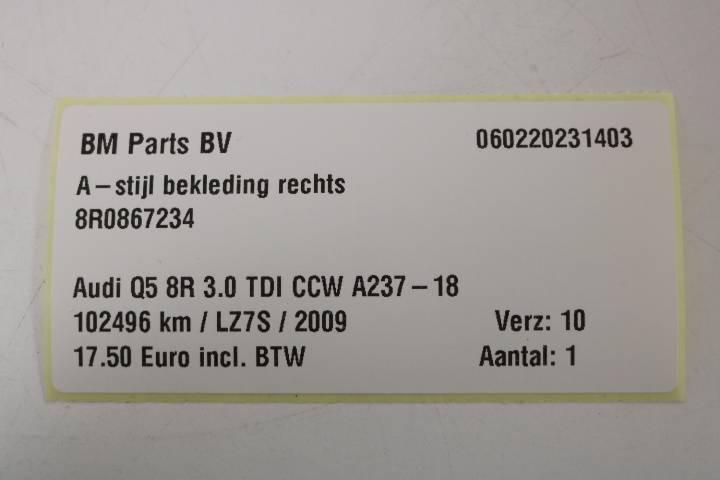 BM Parts BV 060220231403
A-stijl bekleding rechts
8R0867234
Audi Q5 8R 3.0 TDI CCW A237-18
102496 km / LZ7S / 2009 Verz: 10
17.50 Euro incl. BTW Aantal: 1